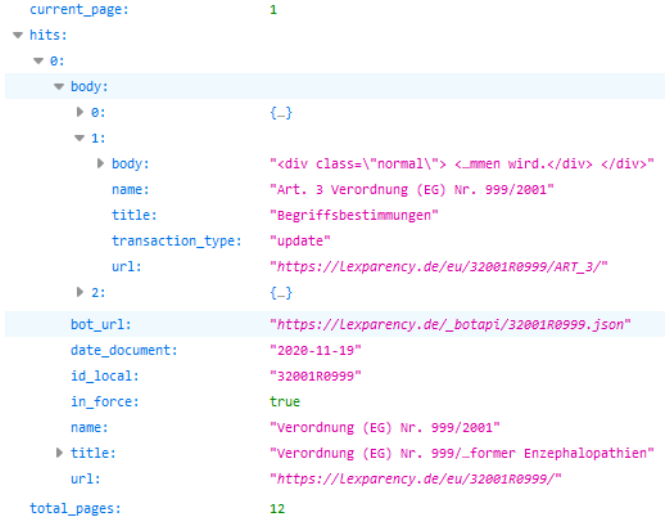 current_page: 1
hits:
0:
body:
0: {…}
1:
body: "<div class=\"normal\"> <…mmen wird.</div> </div>"
name: "Art. 3 Verordnung (EG) Nr. 999/2001"
title: "Begriffsbestimmungen"
transaction_type: "update"
url: "https://lexparency.de/eu/32001R0999/ART_3/"
2: {…}
bot_url: "https://lexparency.de/_botapi/32001R0999.json"
date_document: "2020-11-19"
id_local: "32001R0999"
in_force: true
name: "Verordnung (EG) Nr. 999/2001"
title: "Verordnung (EG) Nr. 999/…former Enzephalopathien"
url: "https://lexparency.de/eu/32001R0999/"
total_pages: 12